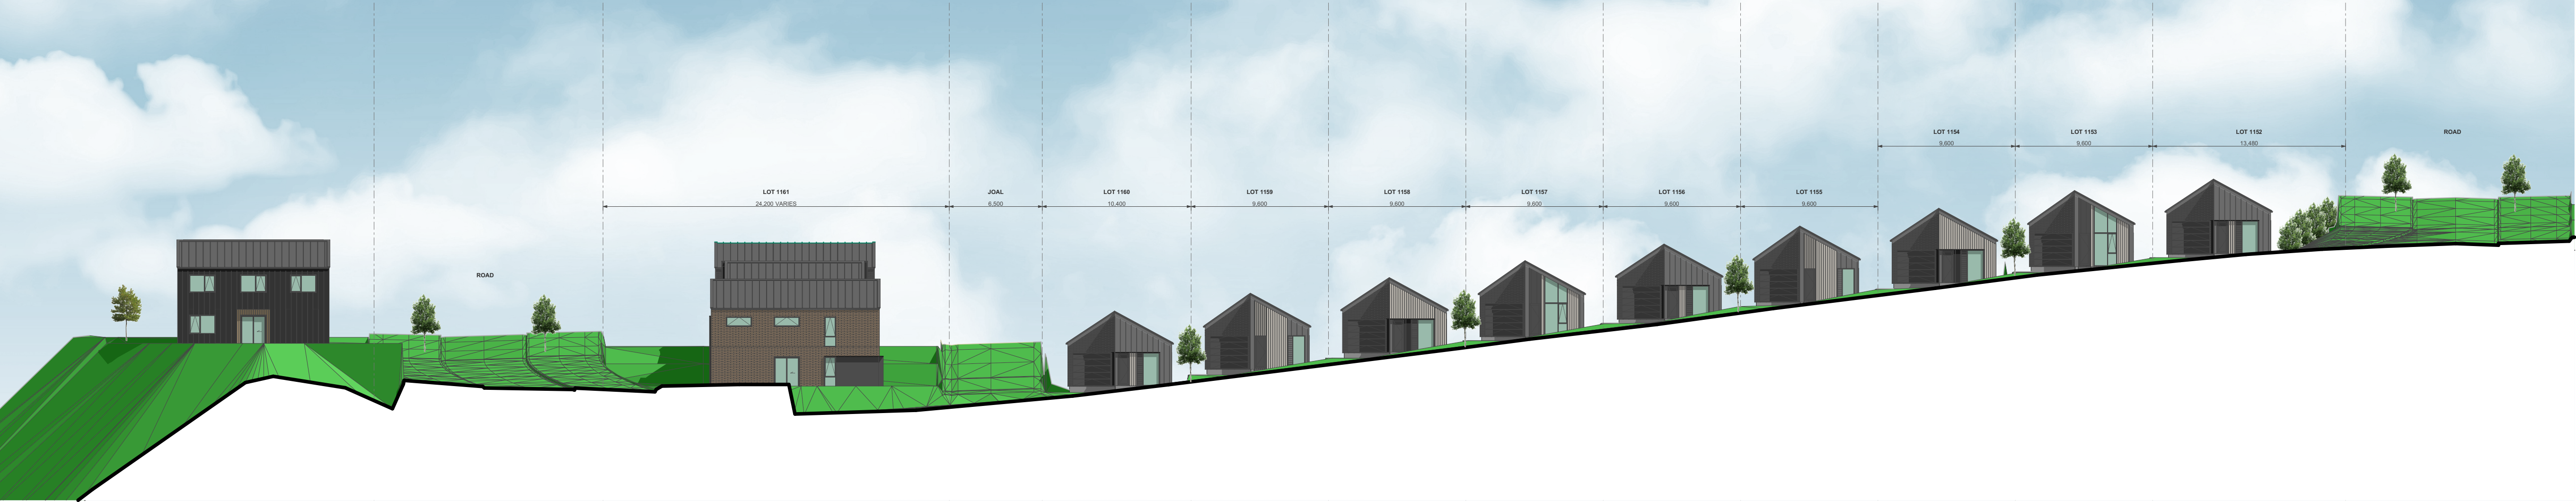 LOT 1154 LOT 1153 LOT 1152 ROAD
9,600 9,600 13,480
LOT 1161 JOAL LOT 1160 LOT 1159 LOT 1158 LOT 1157 LOT 1156 LOT 1155
24,200 VARIES 6,500 10,400 9,600 9,600 9,600 9,600 9,600
ROAD